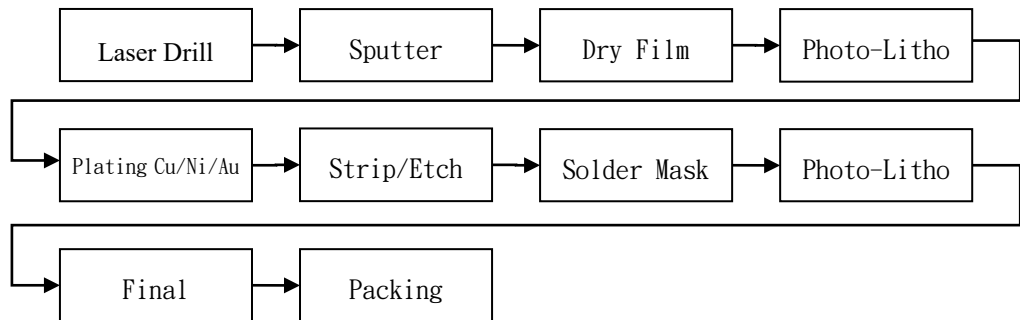 Laser Drill
Sputter
Dry Film
Photo-Litho
Plating Cu/Ni/Au
Strip/Etch
Solder Mask
Photo-Litho
Final
Packing